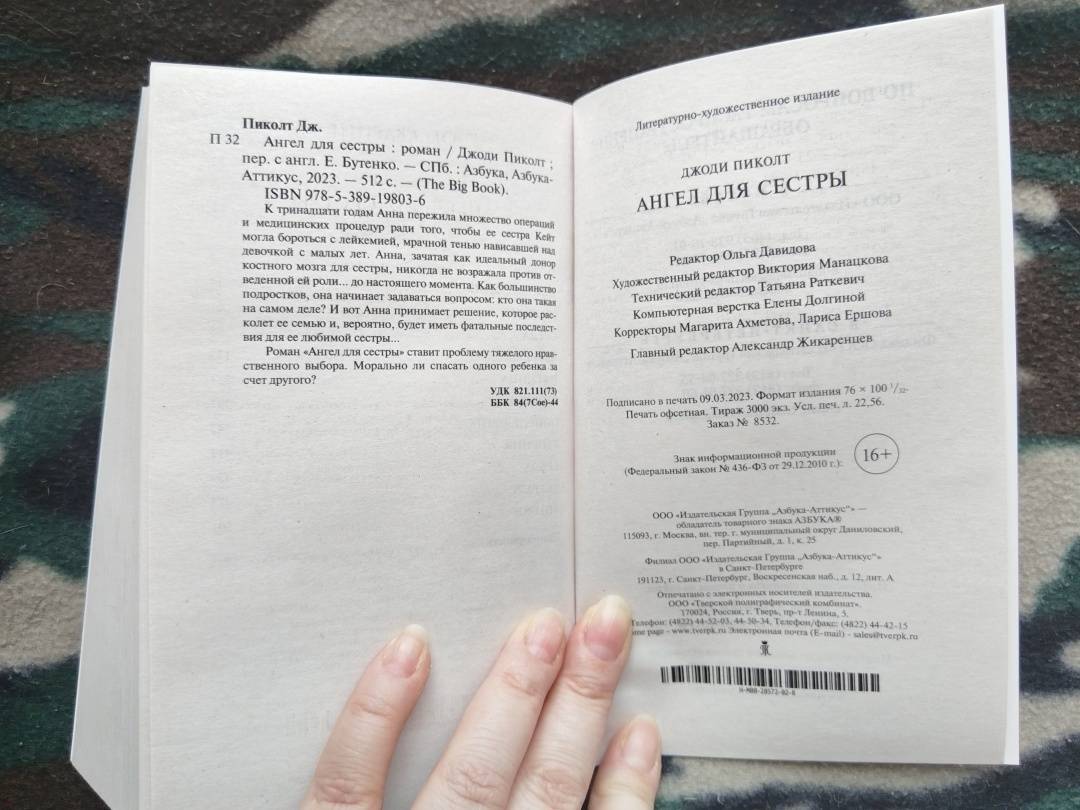 Пиколт Дж.
П 32 Ангел для сестры : роман / Джоди Пиколт ;
пер. с англ. Е. Бутенко. — СПб. : Азбука, Азбука-
Аттикус, 2023. — 512 с. — (The Big Book).
ISBN 978-5-389-19803-6
К тринадцати годам Анна пережила множество операций
и медицинских процедур ради того, чтобы ее сестра Кейт
могла бороться с лейкемией, мрачной тенью нависавшей над
девочкой с малых лет. Анна, зачатая как идеальный донор
костного мозга для сестры, никогда не возражала против от-
веденной ей роли... до настоящего момента. Как большинство
подростков, она начинает задаваться вопросом: кто она такая
на самом деле? И вот Анна принимает решение, которое рас-
колет ее семью и, вероятно, будет иметь фатальные последст-
вия для ее любимой сестры...
Роман «Ангел для сестры» ставит проблему тяжелого нрав-
ственного выбора. Морально ли спасать одного ребенка за
счет другого?
УДК 821.111(73)
ББК 84(7Сое)-44
Литературно-художественное издание
ДЖОДИ ПИКОЛТ
АНГЕЛ ДЛЯ СЕСТРЫ
Редактор Ольга Давидова
Художественный редактор Виктория Манацкова
Технический редактор Татьяна Раткевич
Компьютерная верстка Елены Долгиной
Корректоры Магарита Ахметова, Лариса Ершова
Главный редактор Александр Жикаренцев
Подписано в печать 09.03.2023. Формат издания 76 × 100 1/32.
Печать офсетная. Тираж 3000 экз. Усл. печ. л. 22,56.
Заказ № 8532.
Знак информационной продукции
(Федеральный закон № 436-ФЗ от 29.12.2010 г.):
16+
ООО «Издательская Группа „Азбука-Аттикус“» —
обладатель товарного знака АЗБУКА®
115093, г. Москва, вн. тер. г. муниципальный округ Даниловский,
пер. Партийный, д. 1, к. 25
Филиал ООО «Издательская Группа „Азбука-Аттикус“»
в Санкт-Петербурге
191123, г. Санкт-Петербург, Воскресенская наб., д. 12, лит. А
Отпечатано с электронных носителей издательства.
ООО «Тверской полиграфический комбинат».
170024, Россия, г. Тверь, пр-т Ленина, 5.
Телефон: (4822) 44-52-03, 44-50-34, Телефон/факс: (4822) 44-42-15
ome page - www.tverpk.ru Электронная почта (E-mail) - sales@tverpk.ru